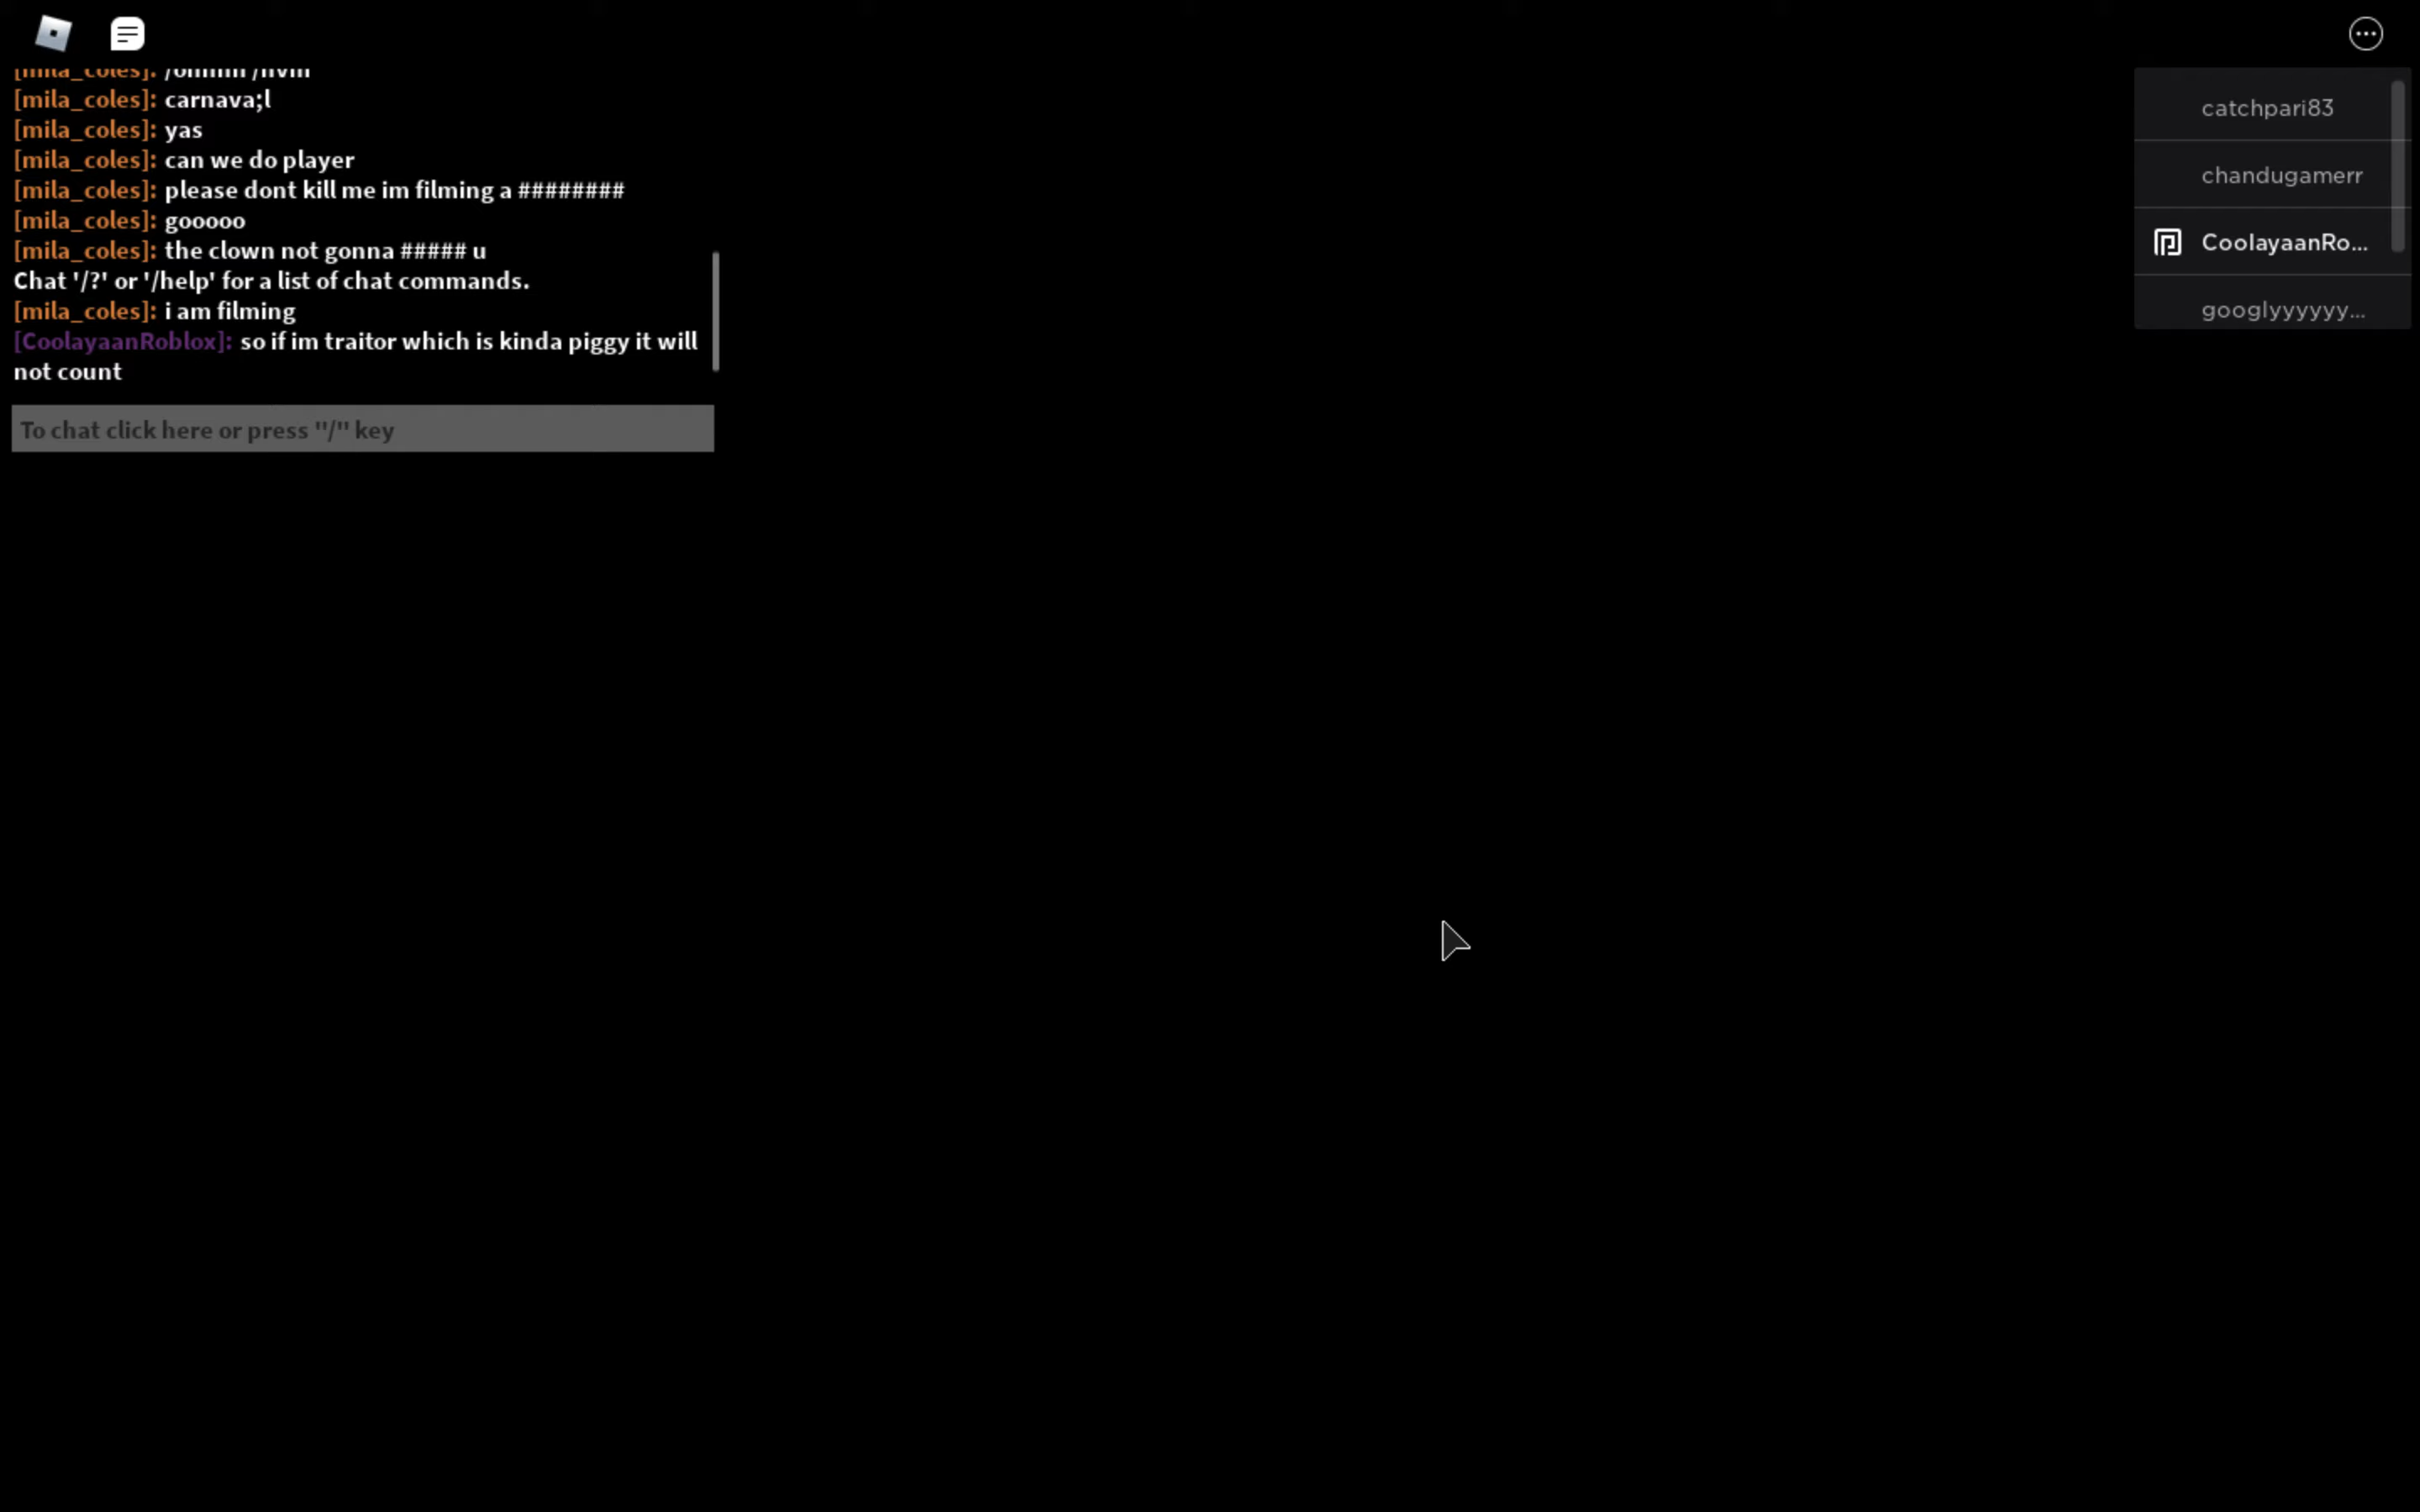 [mila_coles]:
[mila_coles]: carnava;l
[mila_coles]: yas
[mila_coles]: can we do player
[mila_coles]: please dont kill me im filming a ########
[mila_coles]: gooooo
[mila_coles]: the clown not gonna ##### u
Chat '/?' or '/help' for a list of chat commands.
[mila_coles]: i am filming
[CoolayaanRoblox]: so if im traitor which is kinda piggy it will
not count
To chat click here or press "/" key
catchpari83
chandugamerr
CoolayaanRo...
googlyyyyyy...